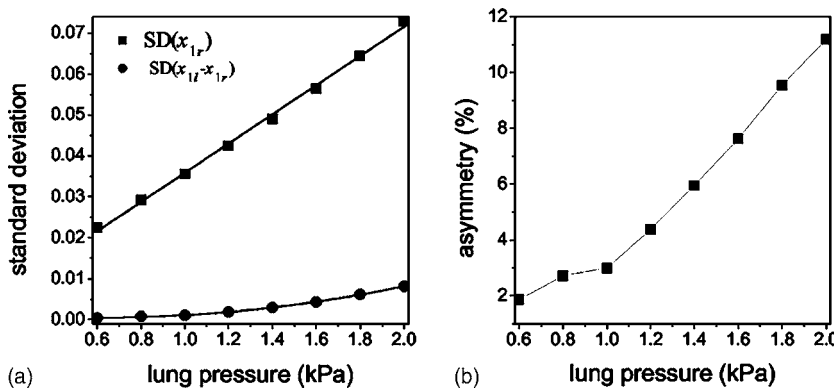 standard deviation
0.07
0.06
0.05
0.04
0.03
0.02
0.01
0.00
SD(x1r)
SD(x1l-x1r)
0.6 0.8 1.0 1.2 1.4 1.6 1.8 2.0
lung pressure (kPa)
(a)
asymmetry (%)
12
10
8
6
4
2
0.6 0.8 1.0 1.2 1.4 1.6 1.8 2.0
lung pressure (kPa)
(b)